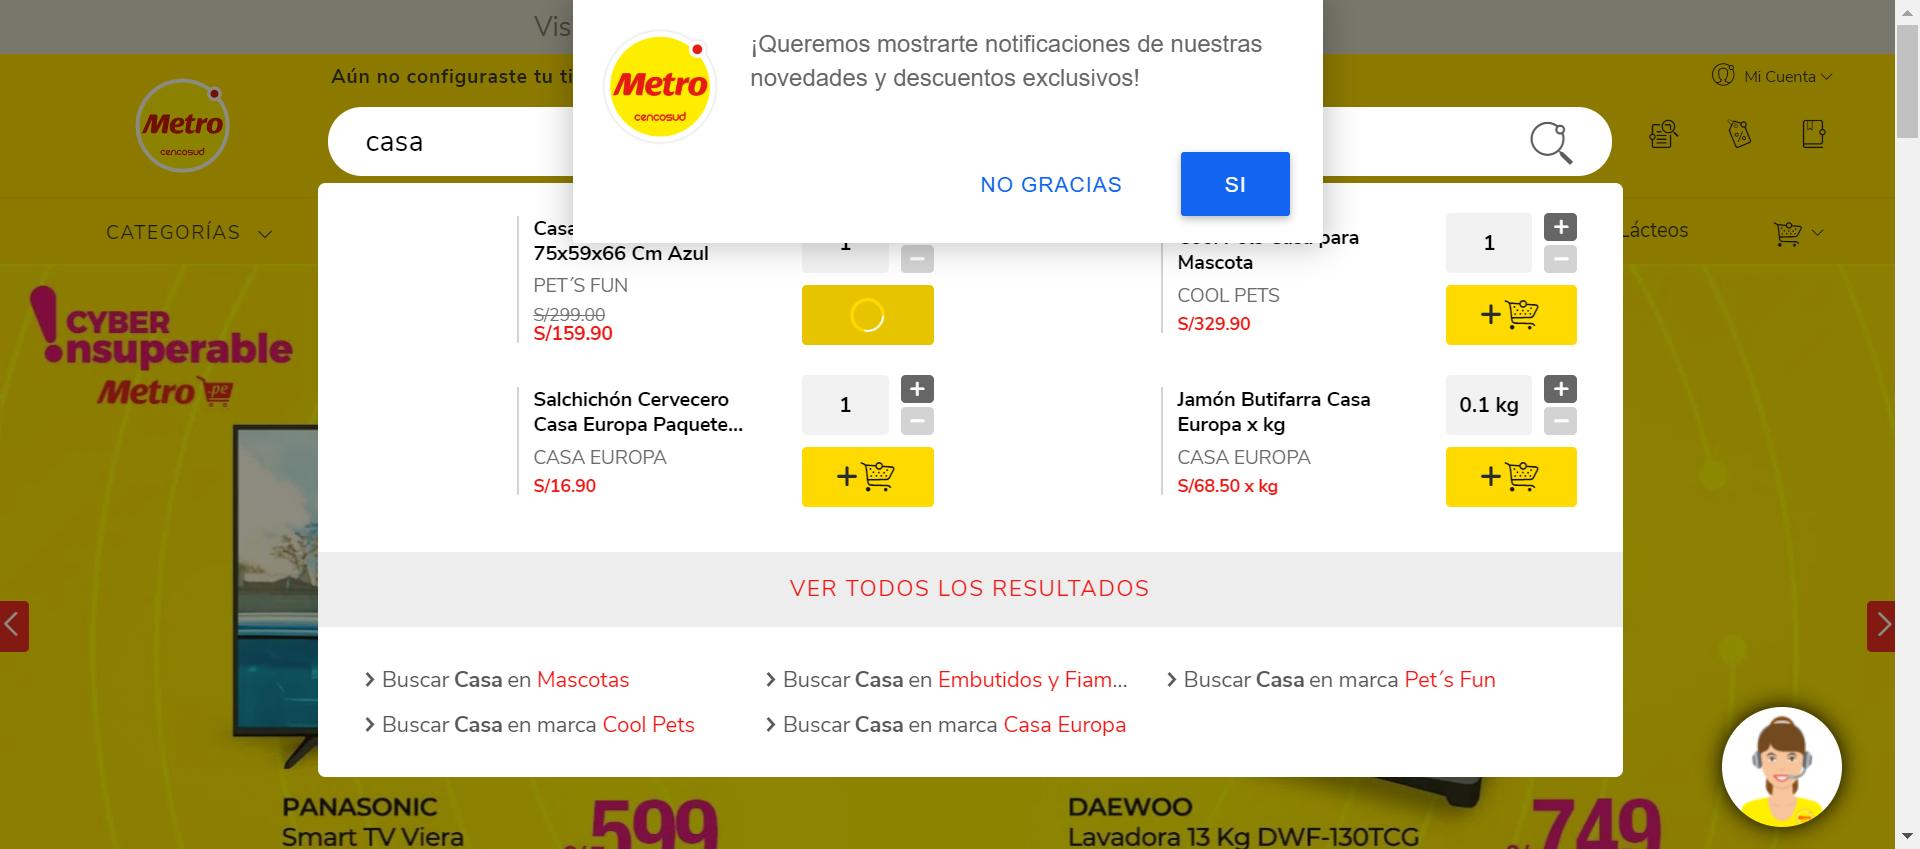 Vis
¡Queremos mostrarte notificaciones de nuestras
novedades y descuentos exclusivos!
Metro
cencosud
NO GRACIAS
SI
Aún no configuraste tu ti
Mi Cuenta
Metro
cencosud
casa
CATEGORÍAS
Lácteos
Casa
75x59x66 Cm Azul
PET´S FUN
S/299.00
S/159.90
1
Cool Pets Casa para
Mascota
COOL PETS
S/329.90
1
Salchichón Cervecero
Casa Europa Paquete...
CASA EUROPA
S/16.90
1
Jamón Butifarra Casa
Europa x kg
CASA EUROPA
S/68.50 x kg
0.1 kg
VER TODOS LOS RESULTADOS
Buscar Casa en Mascotas
Buscar Casa en Embutidos y Fiam...
Buscar Casa en marca Pet´s Fun
Buscar Casa en marca Cool Pets
Buscar Casa en marca Casa Europa
CYBER
Insuperable
Metro.pe
PANASONIC
Smart TV Viera
S/ 599
DAEWOO
Lavadora 13 Kg DWF-130TCG
S/ 749